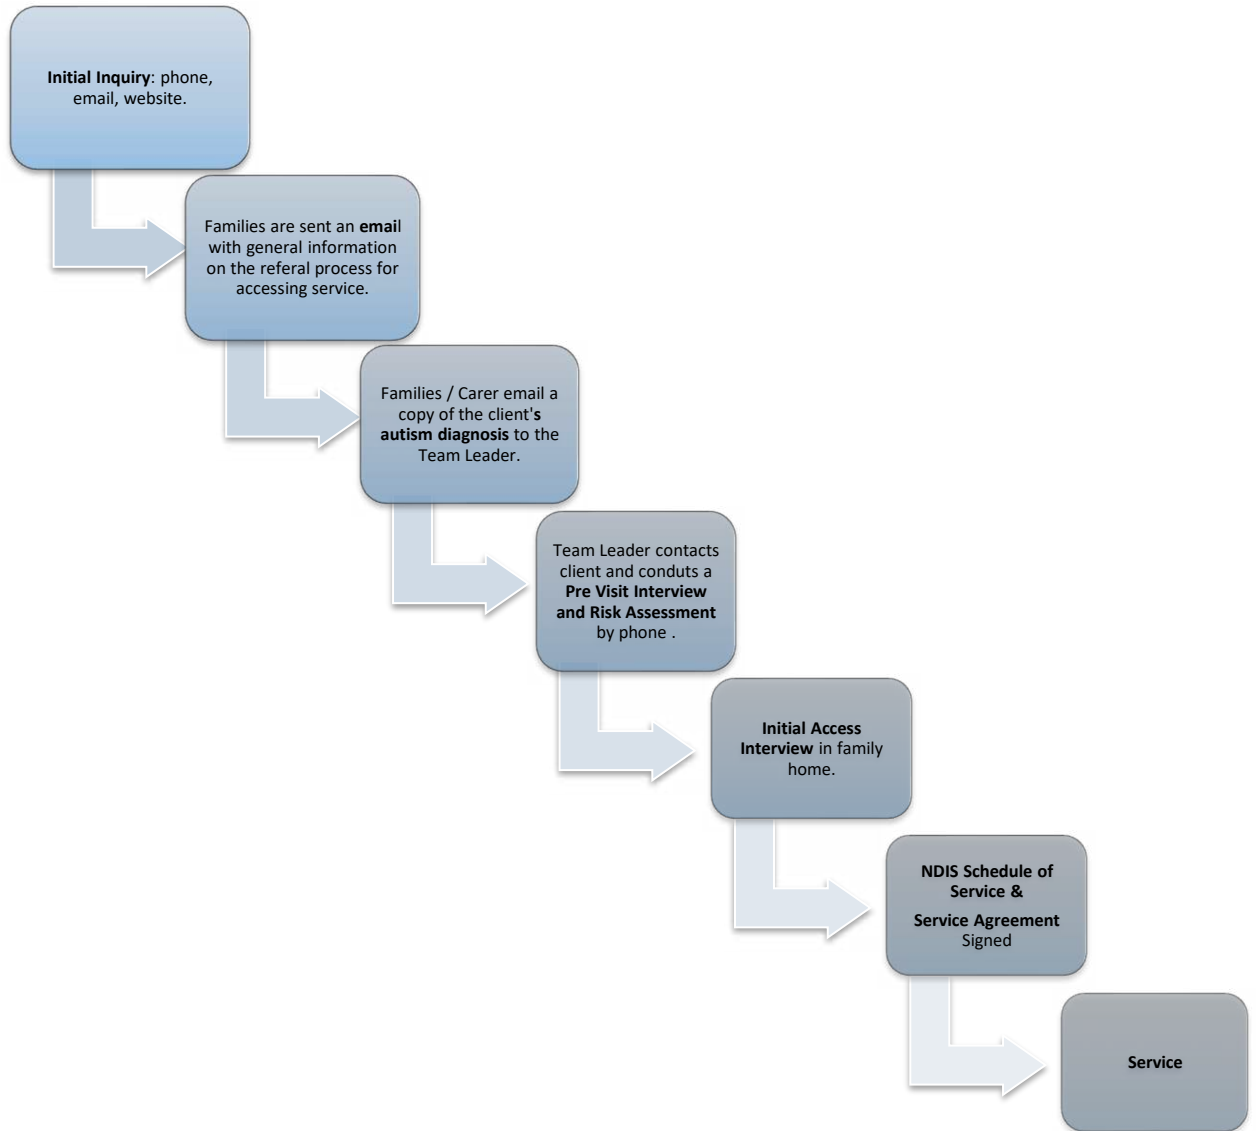 Initial Inquiry: phone,
email, website.
Families are sent an email
with general information
on the referal process for
accessing service.
Families / Carer email a
copy of the client's
autism diagnosis to the
Team Leader.
Team Leader contacts
client and conduts a
Pre Visit Interview
and Risk Assessment
by phone .
Initial Access
Interview in family
home.
NDIS Schedule of
Service &
Service Agreement
Signed
Service